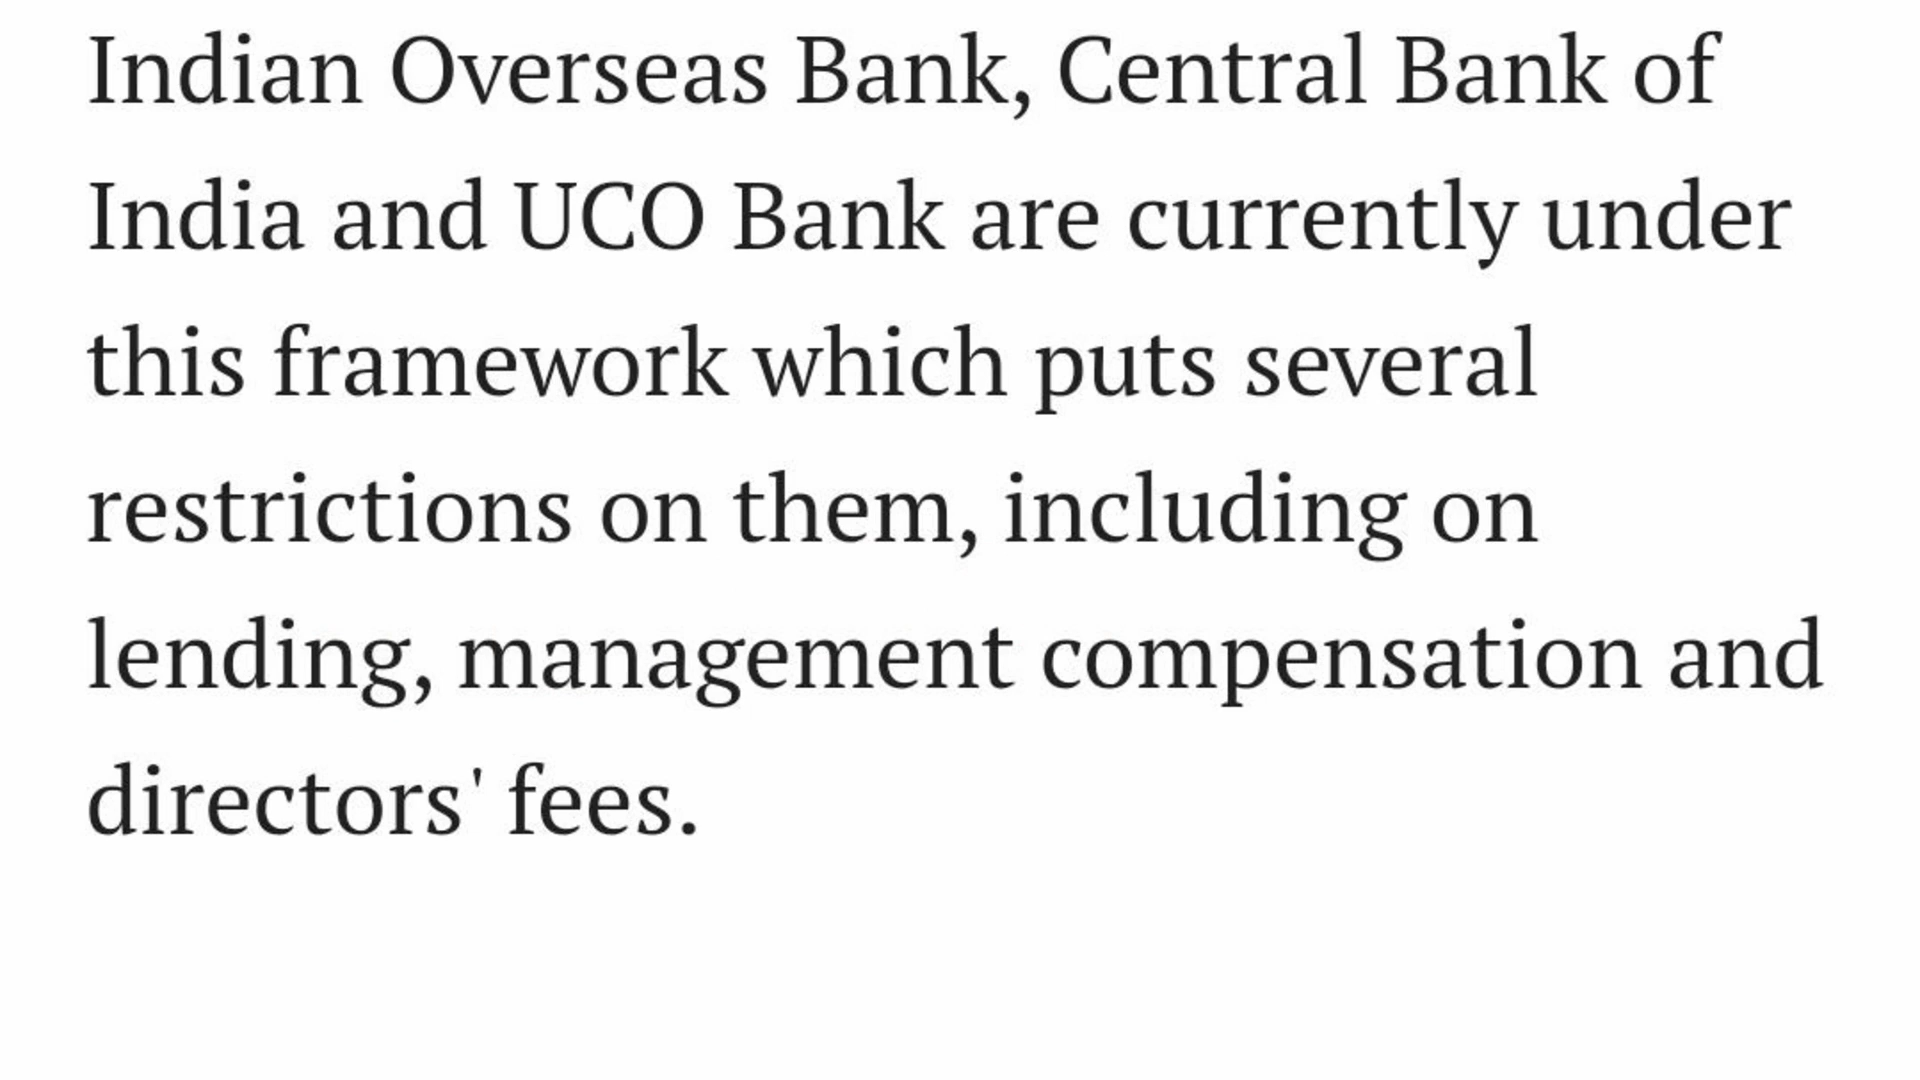 Indian Overseas Bank, Central Bank of
India and UCO Bank are currently under
this framework which puts several
restrictions on them, including on
lending, management compensation and
directors' fees.